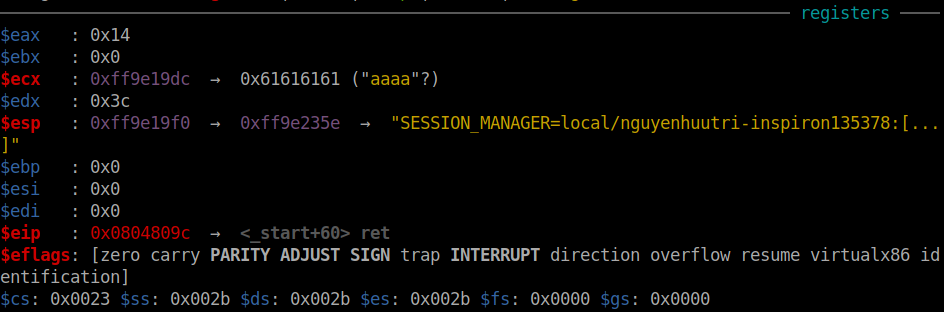 registers
$eax   : 0x14
$ebx   : 0x0
$ecx   : 0xff9e19dc  →  0x61616161 ("aaaa"?)
$edx   : 0x3c
$esp   : 0xff9e19f0  →  0xff9e235e  →  "SESSION_MANAGER=local/nguyenhuutri-inspiron135378:[...
]"
$ebp   : 0x0
$esi   : 0x0
$edi   : 0x0
$eip   : 0x0804809c  →  <_start+60> ret
$eflags: [zero carry PARITY ADJUST SIGN trap INTERRUPT direction overflow resume virtualx86 id
entification]
$cs: 0x0023 $ss: 0x002b $ds: 0x002b $es: 0x002b $fs: 0x0000 $gs: 0x0000